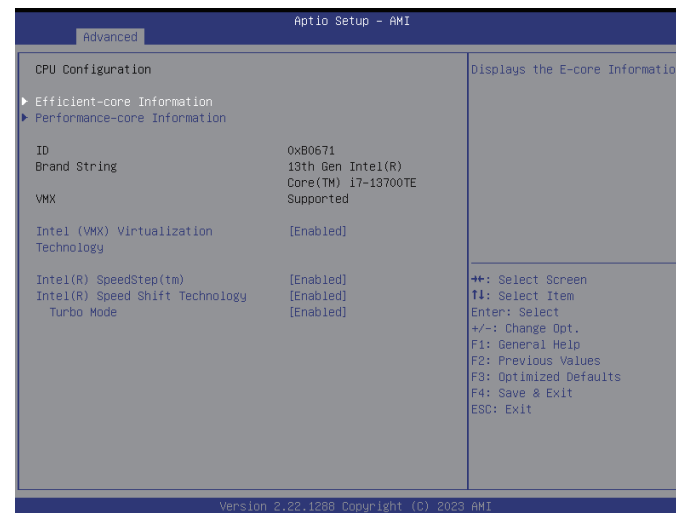 Aptio Setup – AMI
Advanced
CPU Configuration
Efficient-core Information
Performance-core Information
ID 0xB0671
Brand String 13th Gen Intel(R)
Core(TM) i7-13700TE
VMX Supported
Intel (VMX) Virtualization [Enabled]
Technology
Intel(R) SpeedStep(tm) [Enabled]
Intel(R) Speed Shift Technology [Enabled]
Turbo Mode [Enabled]
Displays the E-core Informatio
→←: Select Screen
↑↓: Select Item
Enter: Select
+/-: Change Opt.
F1: General Help
F2: Previous Values
F3: Optimized Defaults
F4: Save & Exit
ESC: Exit
Version 2.22.1288 Copyright (C) 2023 AMI